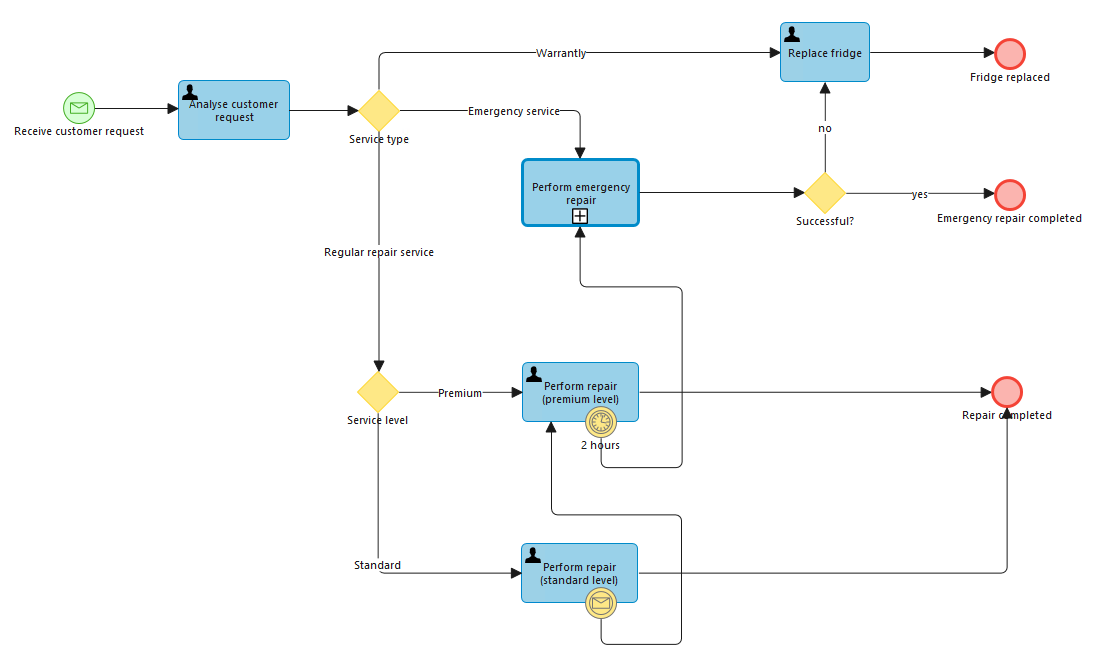 Warrantly
Replace fridge
Fridge replaced
Receive customer request
Analyse customer
request
Service type
Emergency service
no
Perform emergency
repair
Successful?
yes
Emergency repair completed
Regular repair service
Service level
Premium
Perform repair
(premium level)
2 hours
Repair completed
Standard
Perform repair
(standard level)